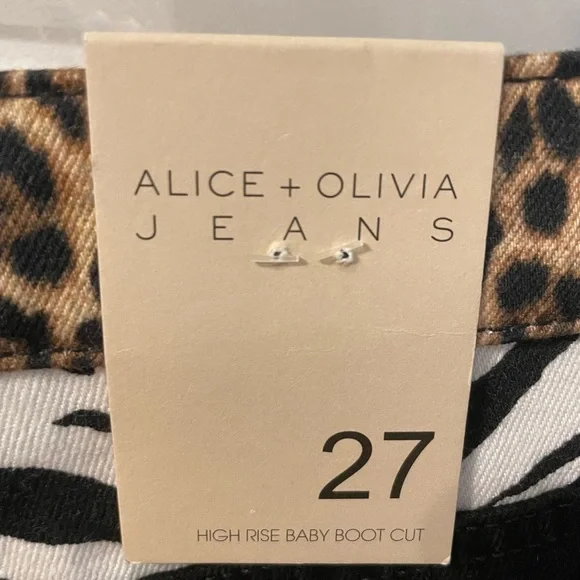 ALICE + OLIVIA
JEANS
27
HIGH RISE BABY BOOT CUT